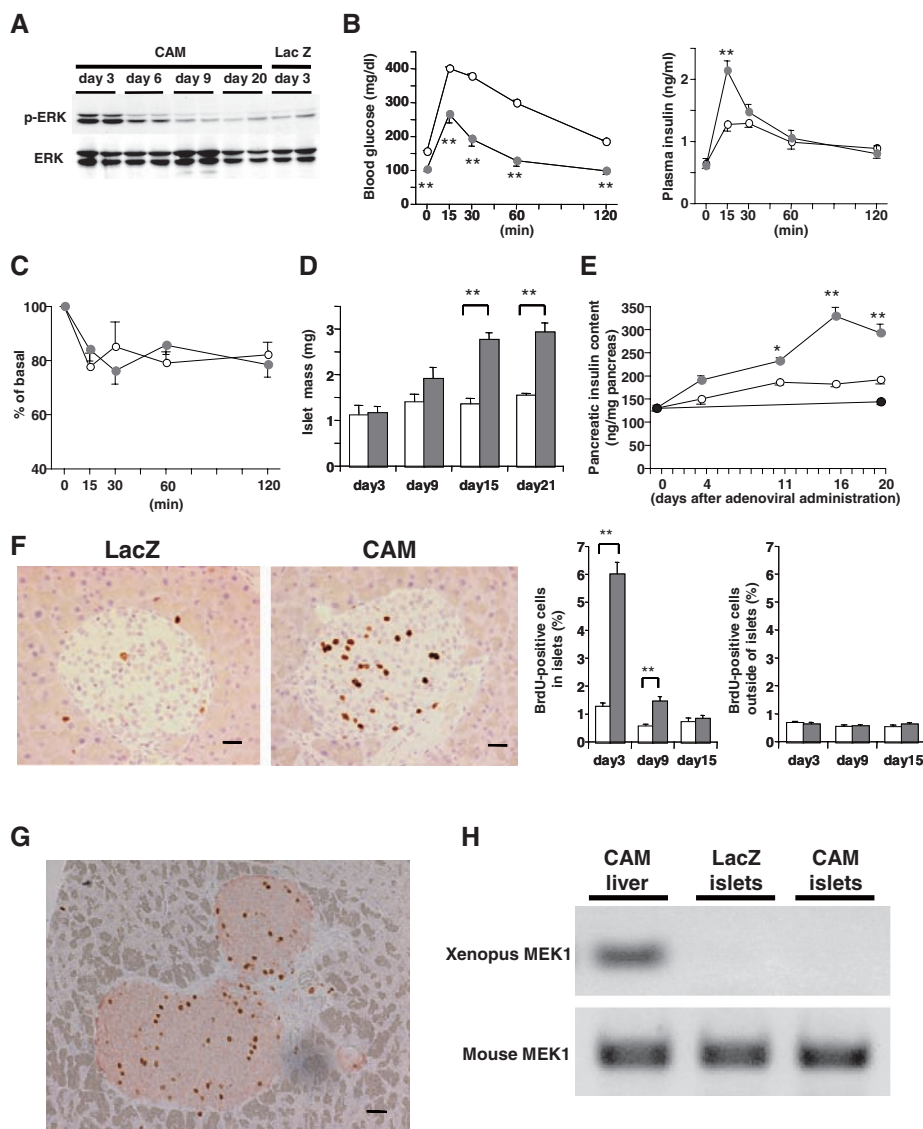 A
CAM
Lac Z
day 3
day 6
day 9
day 20
day 3
p-ERK
ERK
B
Blood glucose (mg/dl)
400
300
200
100
0
**
**
**
**
**
0
15
30
60
120
(min)
Plasma insulin (ng/ml)
2
1
0
**
0
15
30
60
120
(min)
C
% of basal
100
80
60
40
0
15
30
60
120
(min)
D
Islet mass (mg)
3
2
1
0
**
**
day3
day9
day15
day21
E
Pancreatic insulin content
(ng/mg pancreas)
350
300
250
200
150
100
50
0
*
**
**
0
4
11
16
20
(days after adenoviral administration)
F
LacZ
CAM
BrdU-positive cells
in islets (%)
7
6
5
4
3
2
1
0
**
**
day3
day9
day15
BrdU-positive cells
outside of islets (%)
7
6
5
4
3
2
1
0
day3
day9
day15
G
H
CAM
liver
LacZ
islets
CAM
islets
Xenopus MEK1
Mouse MEK1